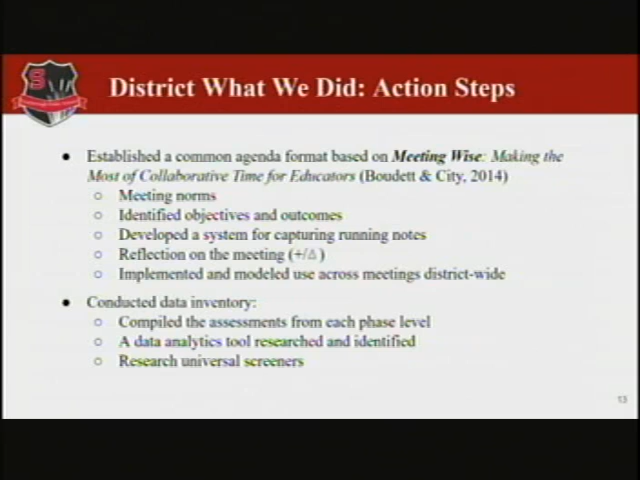 District What We Did: Action Steps
S
● Established a common agenda format based on Meeting Wise: Making the
Most of Collaborative Time for Educators (Boudett & City, 2014)
○ Meeting norms
○ Identified objectives and outcomes
○ Developed a system for capturing running notes
○ Reflection on the meeting (+/Δ)
○ Implemented and modeled use across meetings district-wide
● Conducted data inventory:
○ Compiled the assessments from each phase level
○ A data analytics tool researched and identified
○ Research universal screeners
13